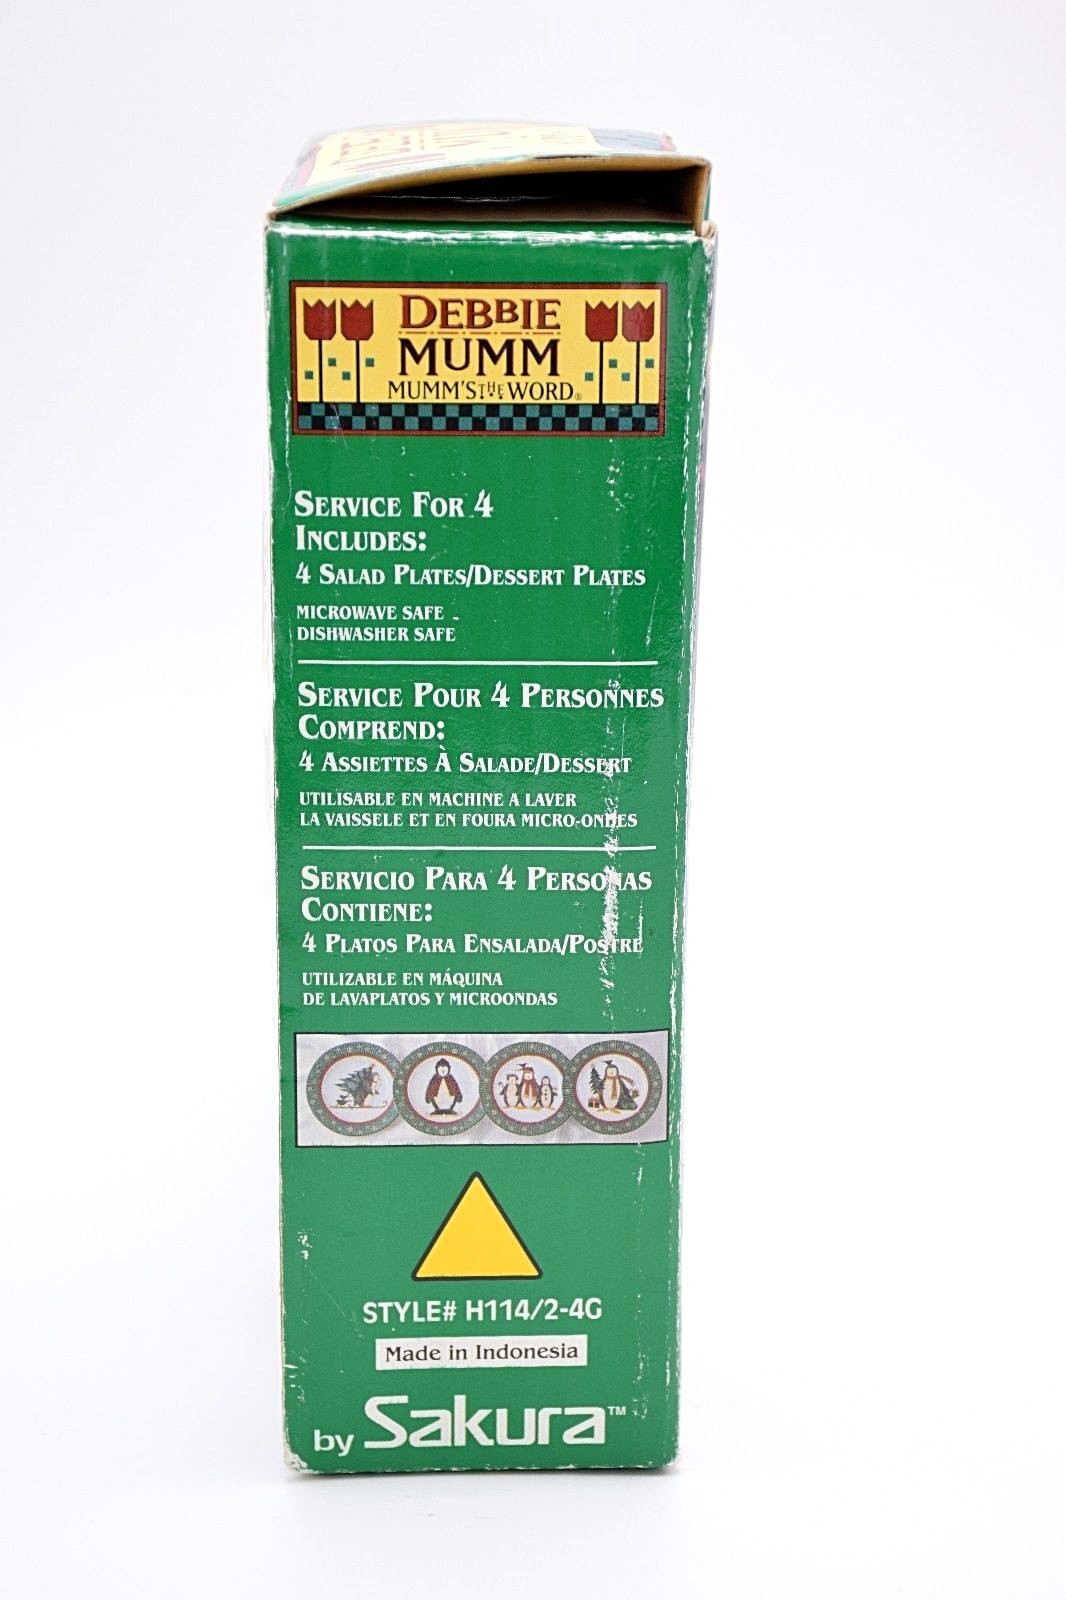 DEBBIE
MUMM
MUMM'S THE WORD®
SERVICE FOR 4
INCLUDES:
4 SALAD PLATES/DESSERT PLATES
MICROWAVE SAFE
DISHWASHER SAFE
SERVICE POUR 4 PERSONNES
COMPREND:
4 ASSIETTES À SALADE/DESSERT
UTILISABLE EN MACHINE A LAVER
LA VAISSELE ET EN FOURA MICRO-ONDES
SERVICIO PARA 4 PERSONAS
CONTIENE:
4 PLATOS PARA ENSALADA/POSTRE
UTILIZABLE EN MÁQUINA
DE LAVAPLATOS Y MICROONDAS
STYLE# H114/2-4G
Made in Indonesia
by Sakura™